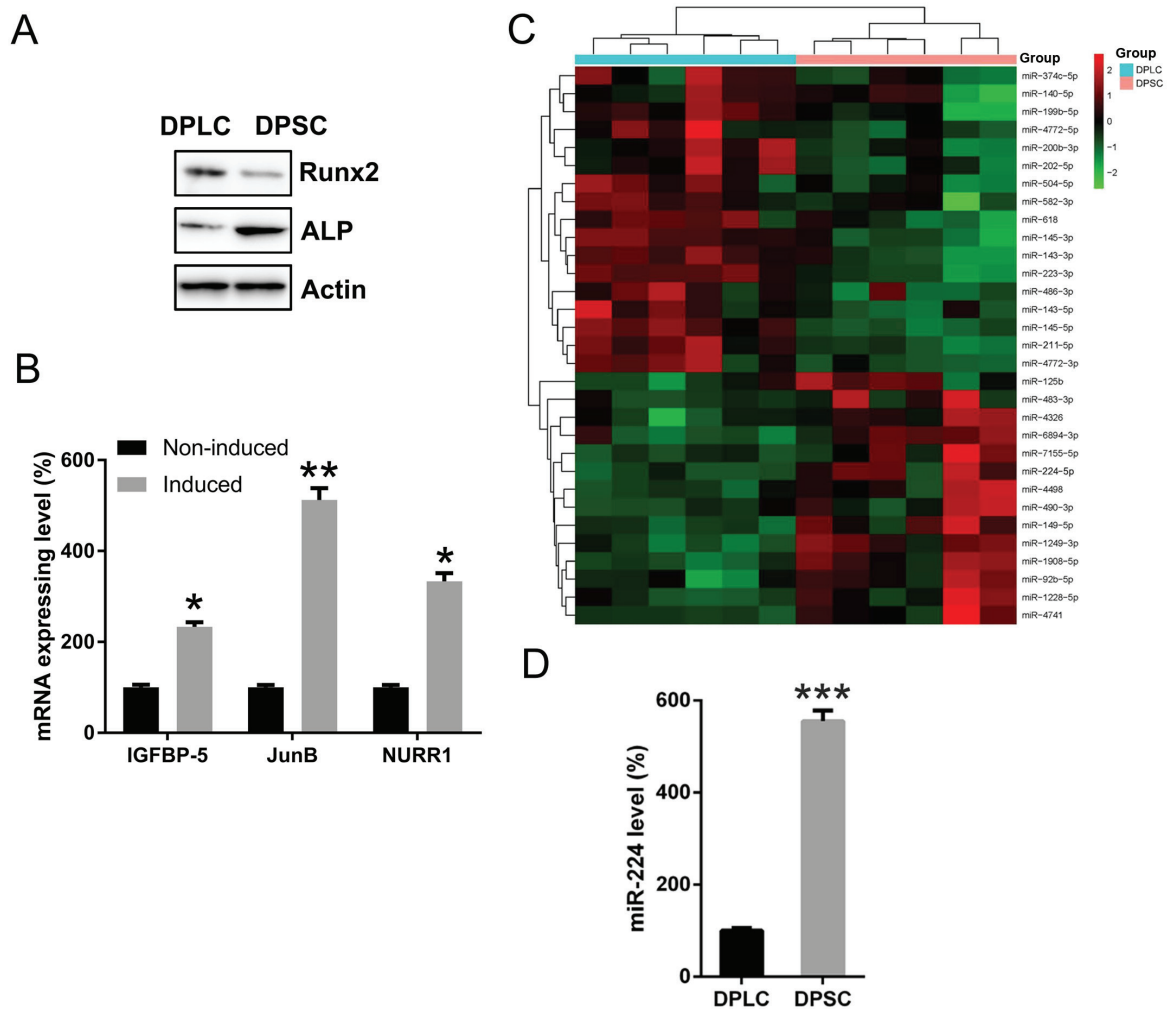 A
DPLC DPSC
Runx2
ALP
Actin
B
Non-induced
Induced
mRNA expressing level (%)
600
400
200
0
*
**
*
IGFBP-5 JunB NURR1
C
Group
miR-374c-5p
miR-140-5p
miR-199b-5p
miR-4772-5p
miR-200b-3p
miR-202-5p
miR-504-5p
miR-582-3p
miR-618
miR-145-3p
miR-143-3p
miR-223-3p
miR-486-3p
miR-143-5p
miR-145-5p
miR-211-5p
miR-4772-3p
miR-125b
miR-483-3p
miR-4326
miR-6894-3p
miR-7155-5p
miR-224-5p
miR-4498
miR-490-3p
miR-149-5p
miR-1249-3p
miR-1908-5p
miR-92b-5p
miR-1228-5p
miR-4741
2
1
0
−1
−2
Group
DPLC
DPSC
D
miR-224 level (%)
600
400
200
0
***
DPLC DPSC